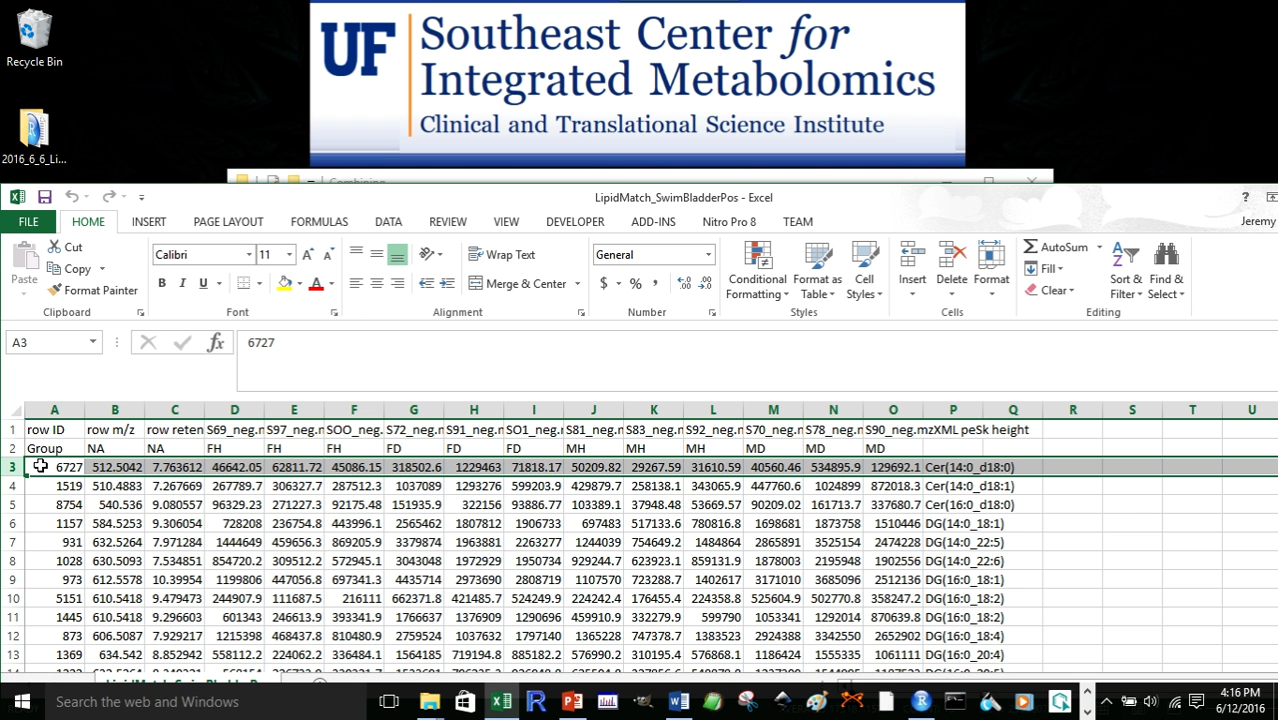 UF
Southeast Center for
Integrated Metabolomics
Clinical and Translational Science Institute
Recycle Bin
2016_6_6_Li...
Combining
LipidMatch_SwimBladderPos - Excel
?
FILE HOME INSERT PAGE LAYOUT FORMULAS DATA REVIEW VIEW DEVELOPER ADD-INS Nitro Pro 8 TEAM Jeremy
Paste
Cut
Copy
Format Painter
Clipboard
Calibri 11
B I U
Font
Wrap Text
Merge & Center
Alignment
General
$ % ,
Number
Conditional Formatting
Format as Table
Cell Styles
Styles
Insert Delete Format
Cells
AutoSum
Fill
Clear
Sort & Filter
Find & Select
Editing
A3 fx 6727
A B C D E F G H I J K L M N O P Q R S T U
1 row ID row m/z row reten S69_neg.n S97_neg.n SOO_neg. S72_neg.n S91_neg.n SO1_neg.n S81_neg.n S83_neg.n S92_neg.n S70_neg.n S78_neg.n S90_neg.mzXML peSk height
2 Group NA NA FH FH FH FD FD FD MH MH MH MD MD MD
3 6727 512.5042 7.763612 46642.05 62811.72 45086.15 318502.6 1229463 71818.17 50209.82 29267.59 31610.59 40560.46 534895.9 129692.1 Cer(14:0_d18:0)
4 1519 510.4883 7.267669 267789.7 306327.7 287512.3 1037089 1293276 599203.9 429879.7 258138.1 343065.9 447760.6 1024899 872018.3 Cer(14:0_d18:1)
5 8754 540.536 9.080557 96329.23 271227.3 92175.48 151935.9 322156 93886.77 103389.1 37948.48 53669.57 90209.02 161713.7 337680.7 Cer(16:0_d18:0)
6 1157 584.5253 9.306054 728208 236754.8 443996.1 2565462 1807812 1906733 697483 517133.6 780816.8 1698681 1873758 1510446 DG(14:0_18:1)
7 931 632.5264 7.971284 1444649 459656.3 869205.9 3379874 1963881 2263277 1244039 754649.2 1484864 2865891 3525154 2474228 DG(14:0_22:5)
8 1028 630.5093 7.534851 854720.2 309512.2 572945.1 3043048 1972929 1950734 929244.7 623923.1 859131.9 1878003 2195948 1902556 DG(14:0_22:6)
9 973 612.5578 10.39954 1199806 447056.8 697341.3 4435714 2973690 2808719 1107570 723288.7 1402617 3171010 3685096 2512136 DG(16:0_18:1)
10 5151 610.5418 9.479473 244907.9 111687.5 216111 662371.8 421485.7 524249.9 224242.4 176455.4 224358.8 525604.9 502770.8 358247.2 DG(16:0_18:2)
11 1445 610.5418 9.296603 601343 246613.9 393341.9 1766637 1376909 1290696 459910.9 332279.9 599790 1053341 1292014 870639.8 DG(16:0_18:2)
12 873 606.5087 7.929217 1215398 468437.8 810480.9 2759524 1037632 1797140 1365228 747378.7 1383523 2924388 3342550 2652902 DG(16:0_18:4)
13 1369 634.542 8.852942 558112.2 224062.2 336484.1 1564185 719194.8 885182.2 576990.2 310195.4 576868.1 1186424 1555335 1061111 DG(16:0_20:4)
Search the web and Windows
4:16 PM
6/12/2016